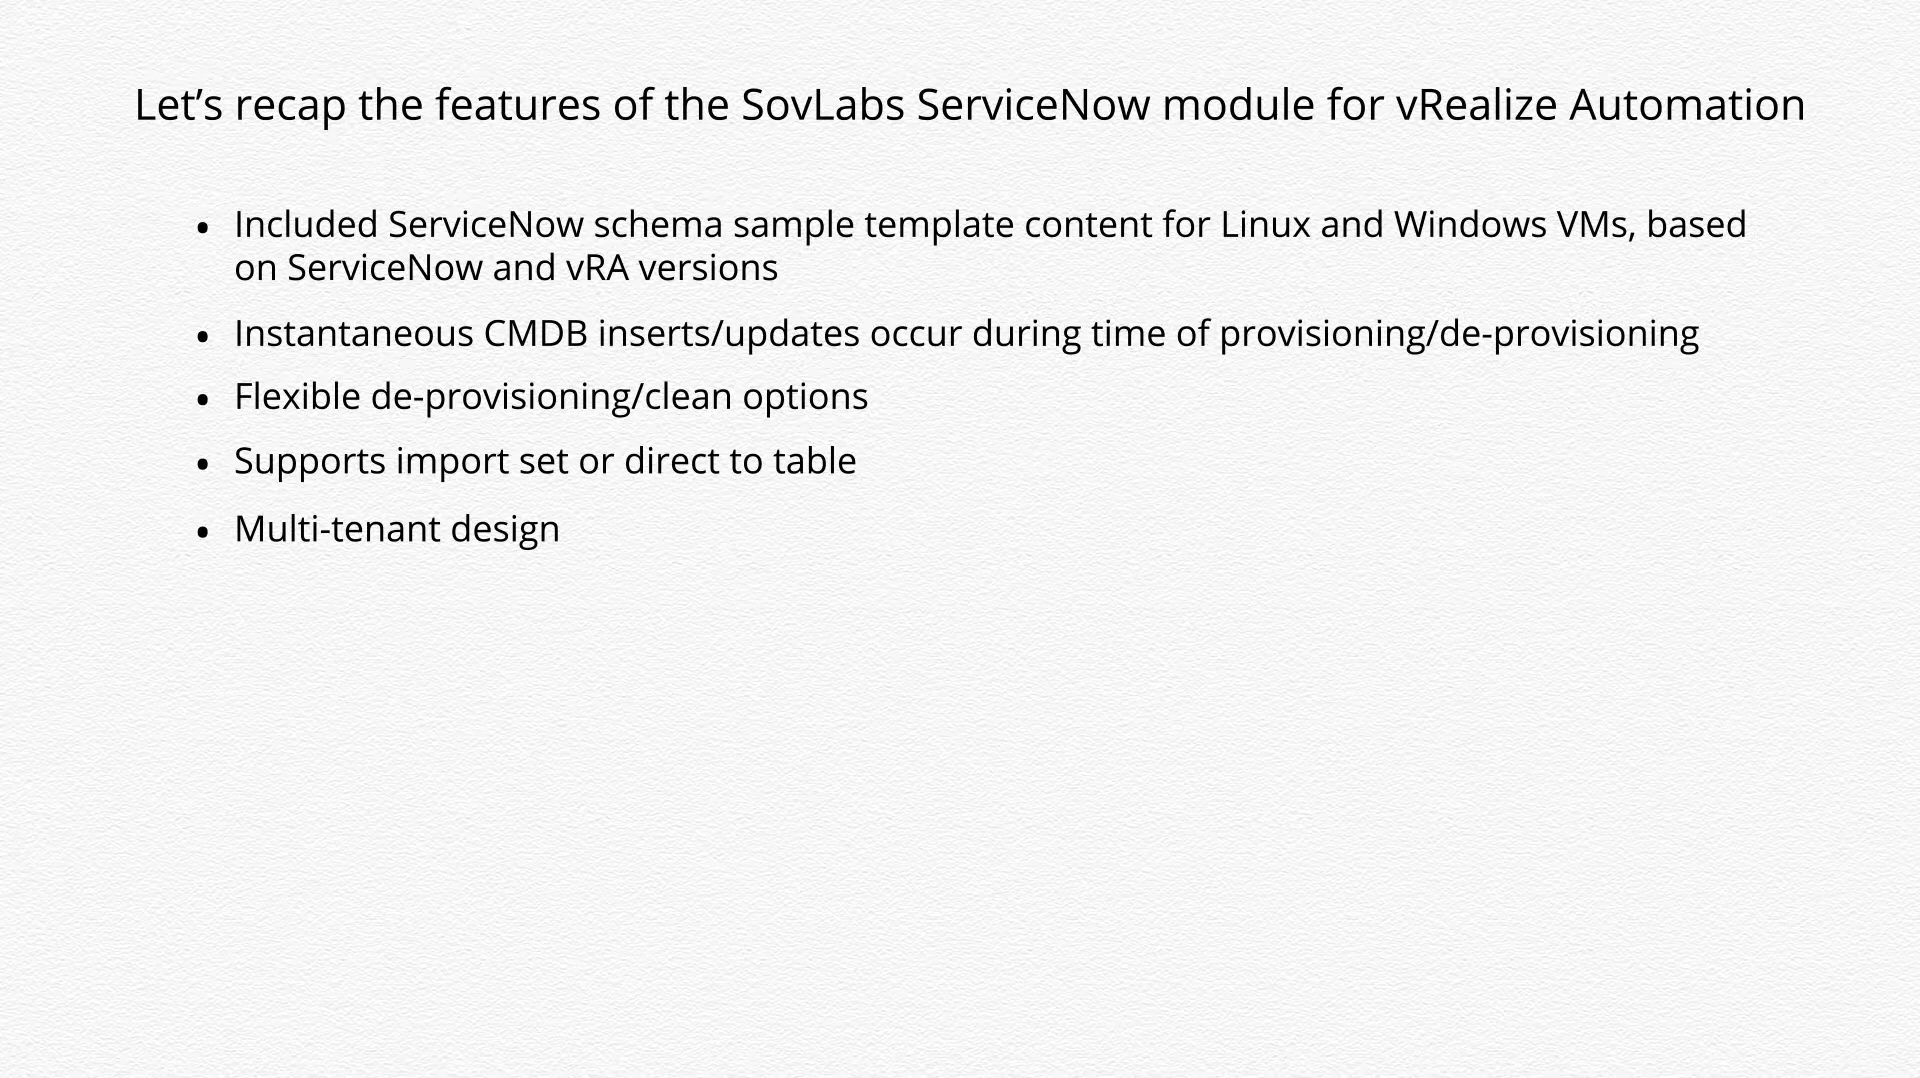 Let’s recap the features of the SovLabs ServiceNow module for vRealize Automation
• Included ServiceNow schema sample template content for Linux and Windows VMs, based
on ServiceNow and vRA versions
• Instantaneous CMDB inserts/updates occur during time of provisioning/de-provisioning
• Flexible de-provisioning/clean options
• Supports import set or direct to table
• Multi-tenant design